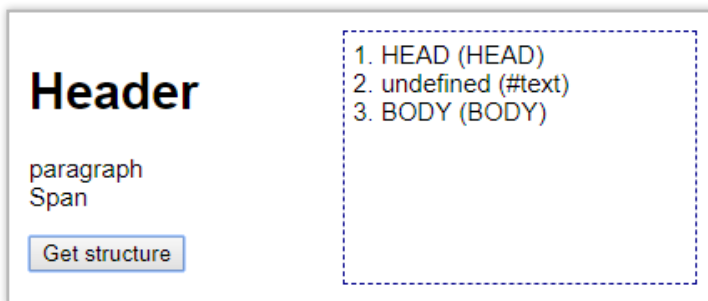 Header
paragraph
Span
Get structure
1. HEAD (HEAD)
2. undefined (#text)
3. BODY (BODY)